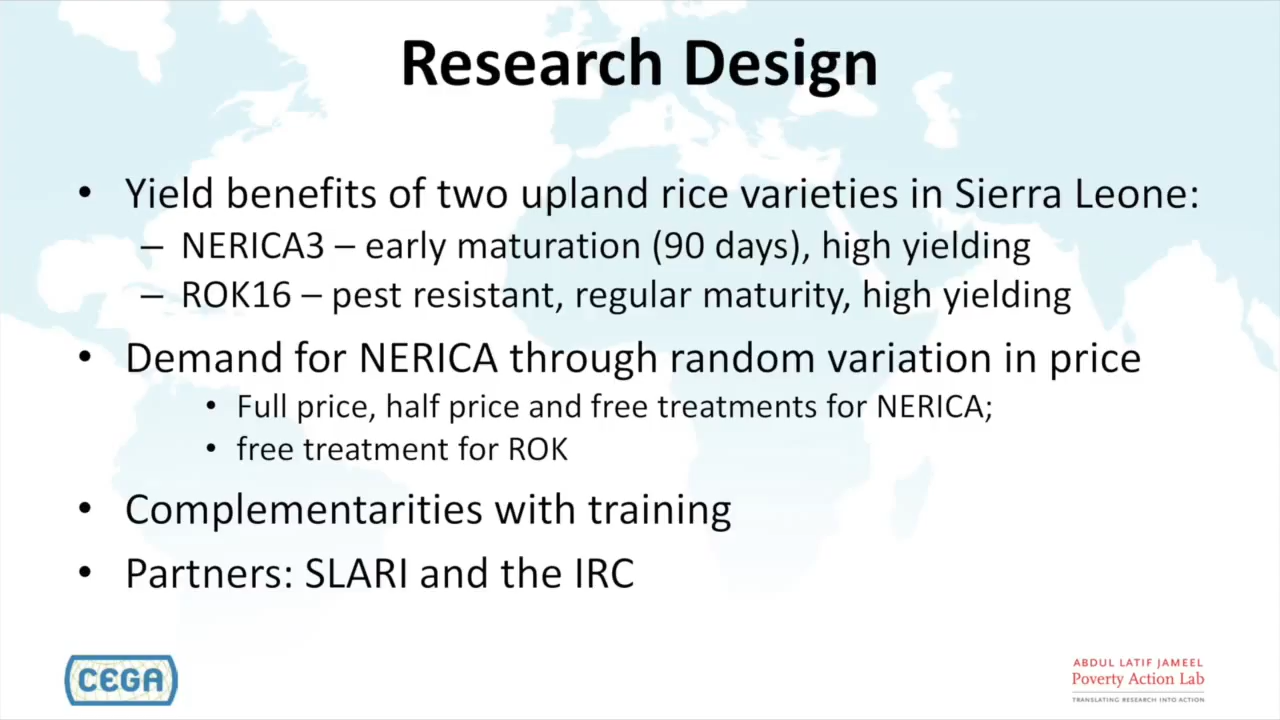 Research Design
• Yield benefits of two upland rice varieties in Sierra Leone:
– NERICA3 – early maturation (90 days), high yielding
– ROK16 – pest resistant, regular maturity, high yielding
• Demand for NERICA through random variation in price
• Full price, half price and free treatments for NERICA;
• free treatment for ROK
• Complementarities with training
• Partners: SLARI and the IRC
CEGA
ABDUL LATIF JAMEEL
Poverty Action Lab
TRANSLATING RESEARCH INTO ACTION